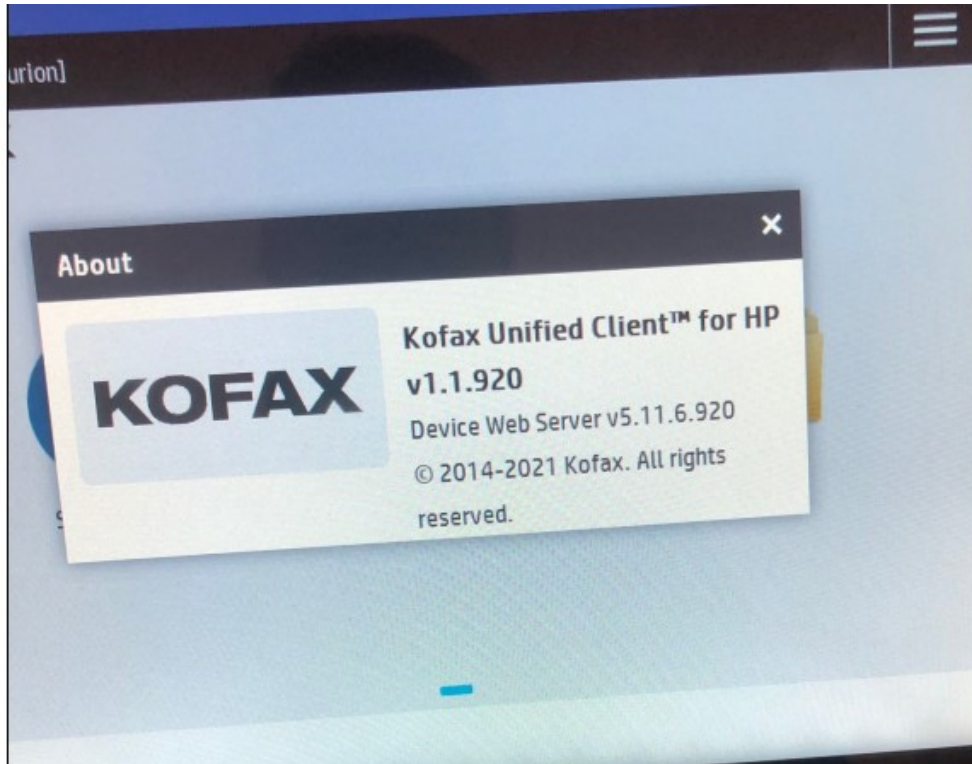 urion]
About
×
KOFAX
Kofax Unified Client™ for HP
v1.1.920
Device Web Server v5.11.6.920
© 2014-2021 Kofax. All rights
reserved.